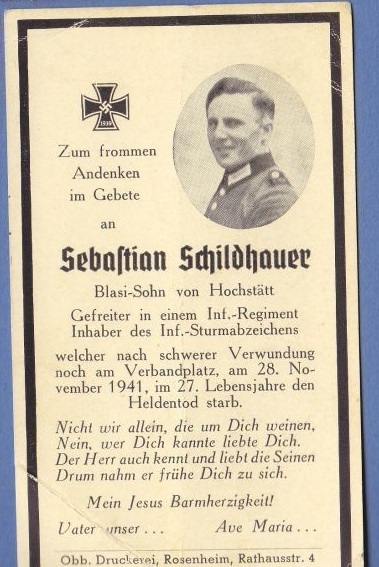 1939
Zum frommen
Andenken
im Gebete
an
Sebastian Schildhauer
Blasi-Sohn von Hochstätt
Gefreiter in einem Inf.-Regiment
Inhaber des Inf.-Sturmabzeichens
welcher nach schwerer Verwundung
noch am Verbandplatz, am 28. No-
vember 1941, im 27. Lebensjahre den
Heldentod starb.
Nicht wir allein, die um Dich weinen,
Nein, wer Dich kannte liebte Dich.
Der Herr auch kennt und liebt die Seinen
Drum nahm er frühe Dich zu sich.
Mein Jesus Barmherzigkeit!
Vater unser . . . Ave Maria . . .
Obb. Druckerei, Rosenheim, Rathausstr. 4